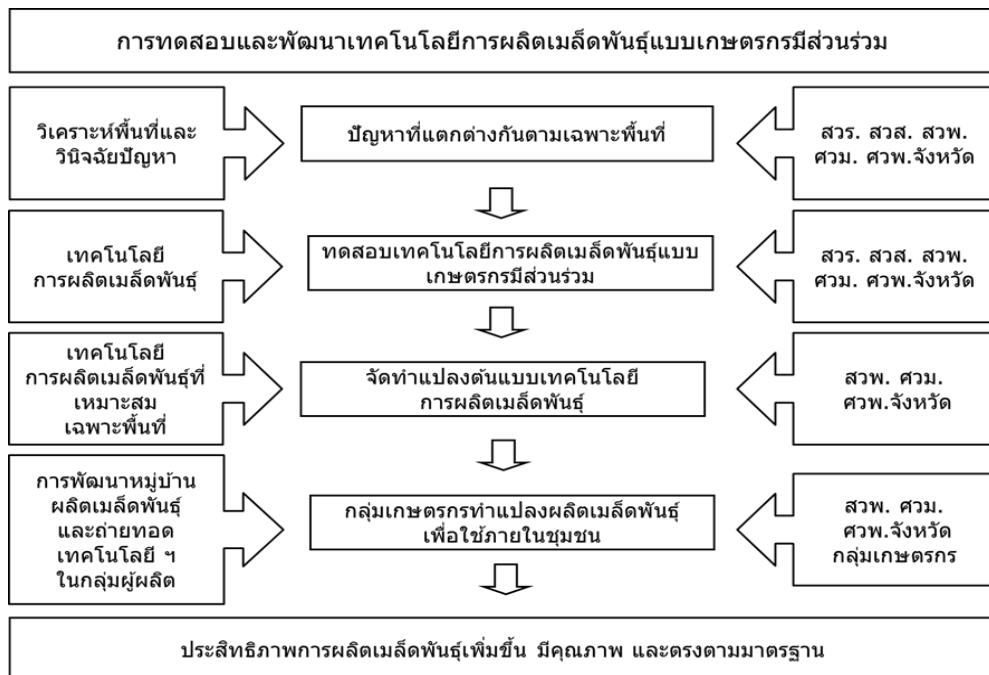 การทดสอบและพัฒนาเทคโนโลยีการผลิตเมล็ดพันธุ์แบบเกษตรกรมีส่วนร่วม
วิเคราะห์พื้นที่และ
วินิจฉัยปัญหา
ปัญหาที่แตกต่างกันตามเฉพาะพื้นที่
สวร. สวส. สวพ.
ศวม. ศวพ.จังหวัด
เทคโนโลยี
การผลิตเมล็ดพันธุ์
ทดสอบเทคโนโลยีการผลิตเมล็ดพันธุ์แบบ
เกษตรกรมีส่วนร่วม
สวร. สวส. สวพ.
ศวม. ศวพ.จังหวัด
เทคโนโลยี
การผลิตเมล็ดพันธุ์ที่
เหมาะสม
เฉพาะพื้นที่
จัดทำแปลงต้นแบบเทคโนโลยี
การผลิตเมล็ดพันธุ์
สวพ. ศวม.
ศวพ.จังหวัด
การพัฒนาหมู่บ้าน
ผลิตเมล็ดพันธุ์
และถ่ายทอด
เทคโนโลยี ฯ
ในกลุ่มผู้ผลิต
กลุ่มเกษตรกรทำแปลงผลิตเมล็ดพันธุ์
เพื่อใช้ภายในชุมชน
สวพ. ศวม.
ศวพ.จังหวัด
กลุ่มเกษตรกร
ประสิทธิภาพการผลิตเมล็ดพันธุ์เพิ่มขึ้น มีคุณภาพ และตรงตามมาตรฐาน